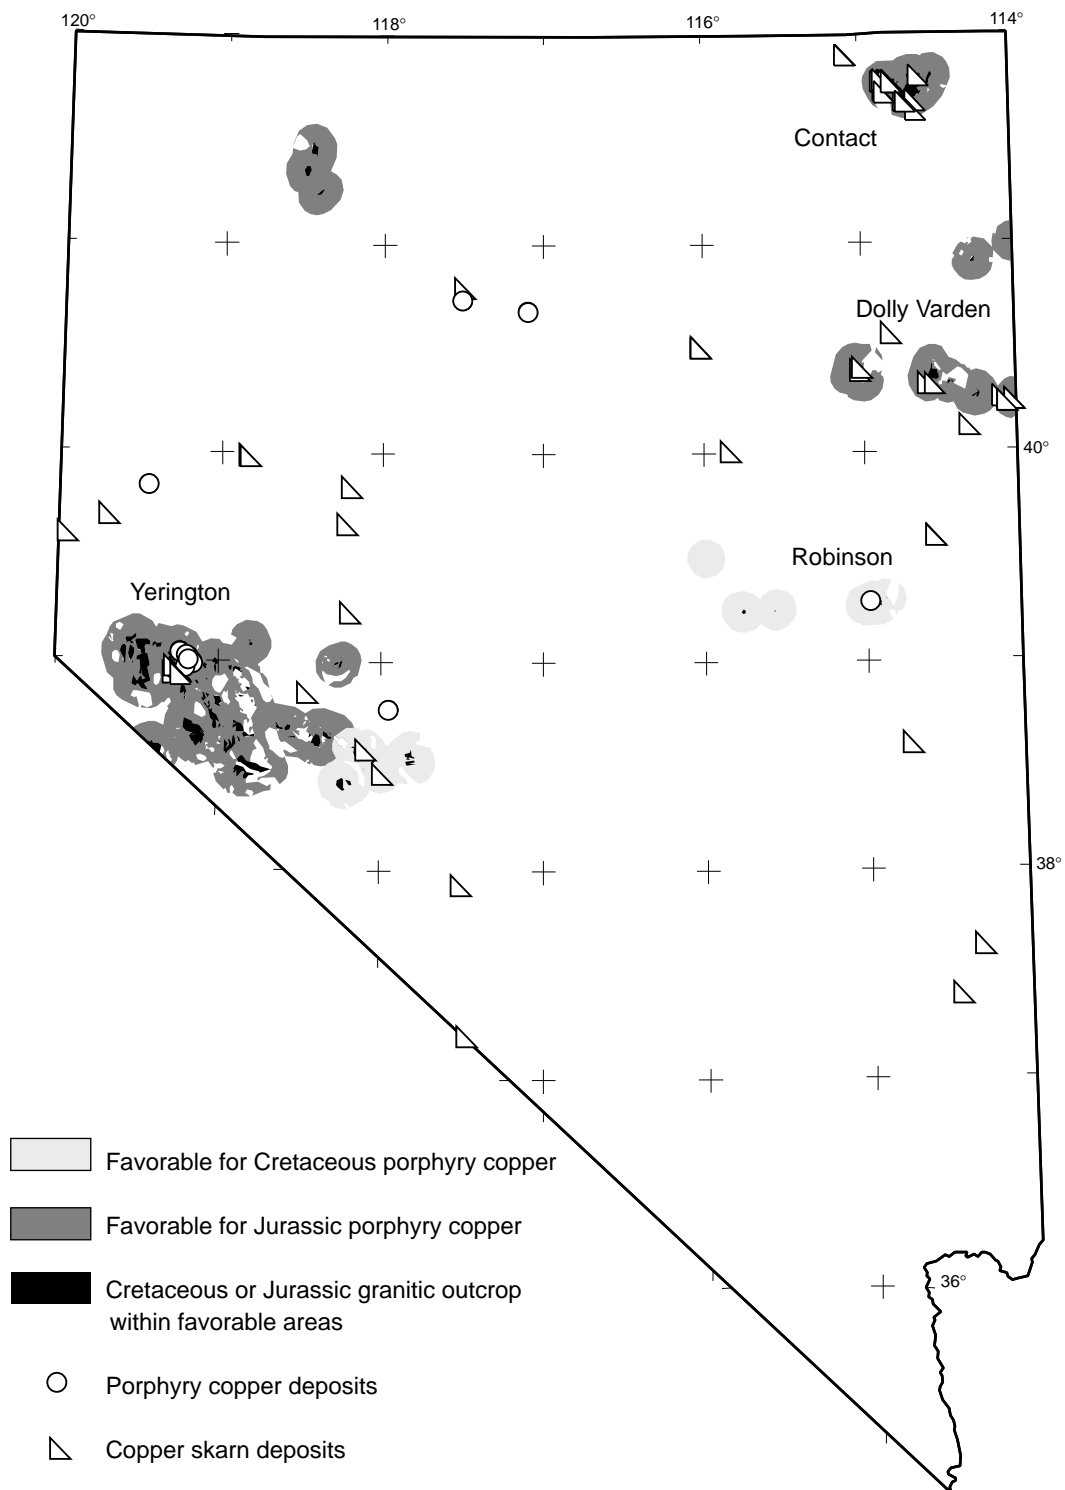 120°
118°
116°
114°
Contact
Dolly Varden
40°
Robinson
Yerington
38°
Favorable for Cretaceous porphyry copper
Favorable for Jurassic porphyry copper
Cretaceous or Jurassic granitic outcrop
within favorable areas
36°
Porphyry copper deposits
Copper skarn deposits